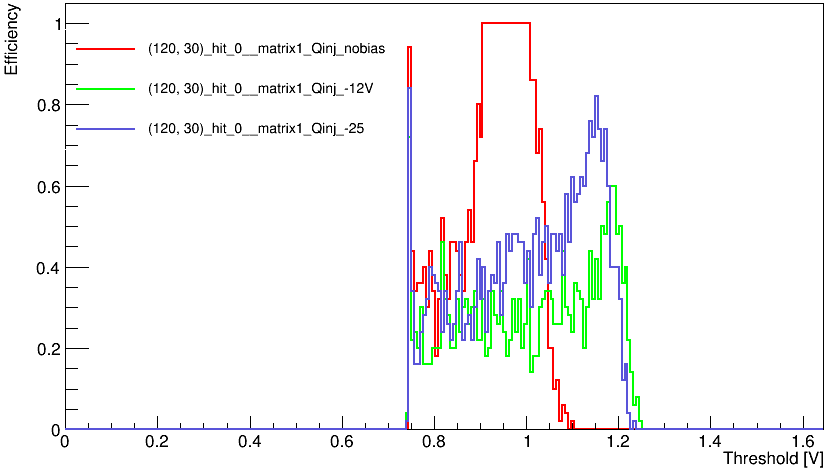 Efficiency
1
0.8
0.6
0.4
0.2
0
(120, 30)_hit_0__matrix1_Qinj_nobias
(120, 30)_hit_0__matrix1_Qinj_-12V
(120, 30)_hit_0__matrix1_Qinj_-25
0 0.2 0.4 0.6 0.8 1 1.2 1.4 1.6
Threshold [V]